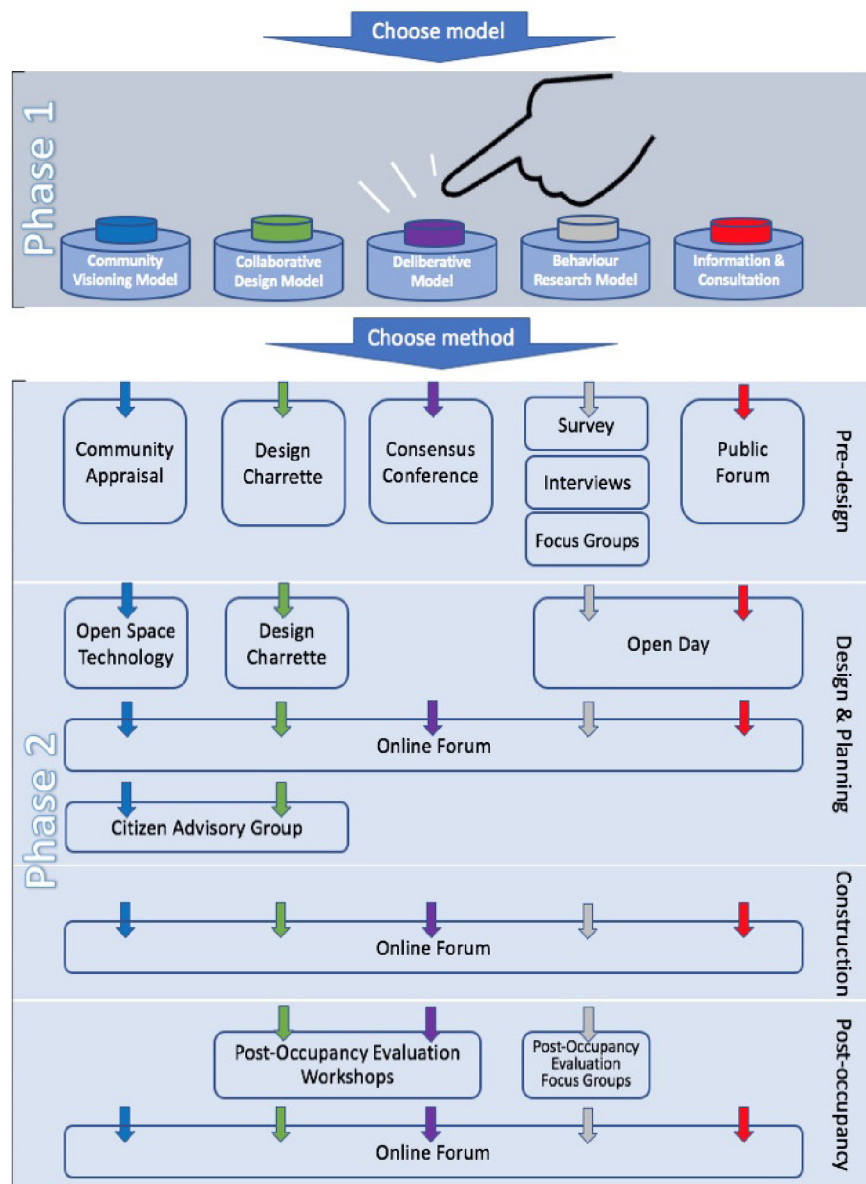 Choose model
Phase 1
Community
Visioning Model
Collaborative
Design Model
Deliberative
Model
Behaviour
Research Model
Information &
Consultation
Choose method
Phase 2
Pre-design
Community
Appraisal
Design
Charrette
Consensus
Conference
Survey
Interviews
Focus Groups
Public
Forum
Design & Planning
Open Space
Technology
Design
Charrette
Open Day
Online Forum
Citizen Advisory Group
Construction
Online Forum
Post-occupancy
Post-Occupancy Evaluation
Workshops
Post-Occupancy
Evaluation
Focus Groups
Online Forum